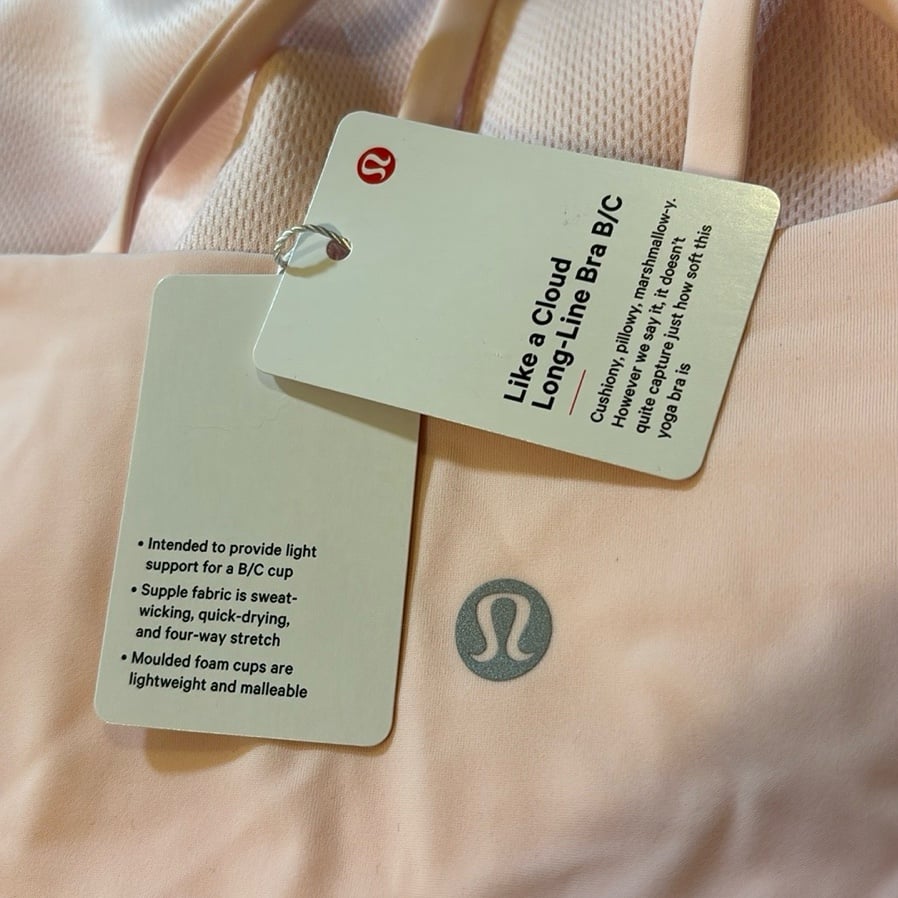 Like a Cloud
Long-Line Bra B/C
Cushiony, pillowy, marshmallow-y.
However we say it, it doesn't
quite capture just how soft this
yoga bra is
• Intended to provide light
support for a B/C cup
• Supple fabric is sweat-
wicking, quick-drying,
and four-way stretch
• Moulded foam cups are
lightweight and malleable